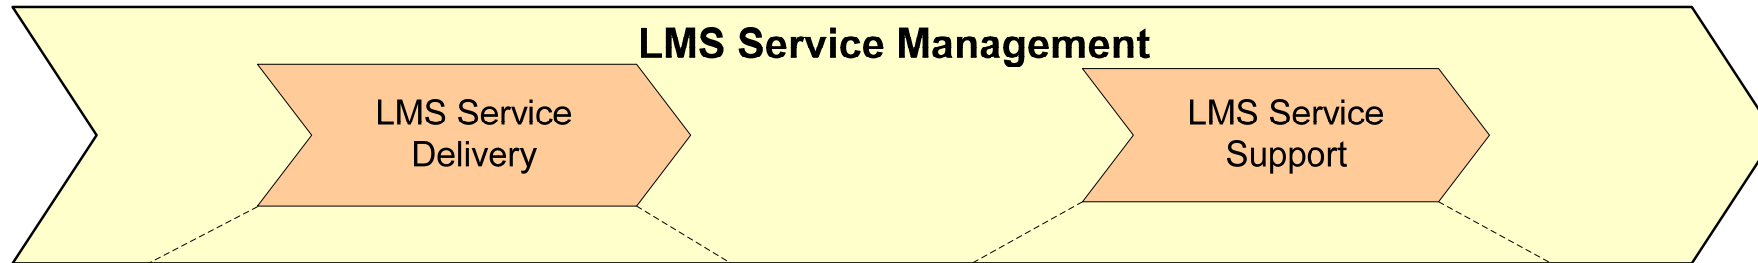 LMS Service Management
LMS Service
Delivery
LMS Service
Support